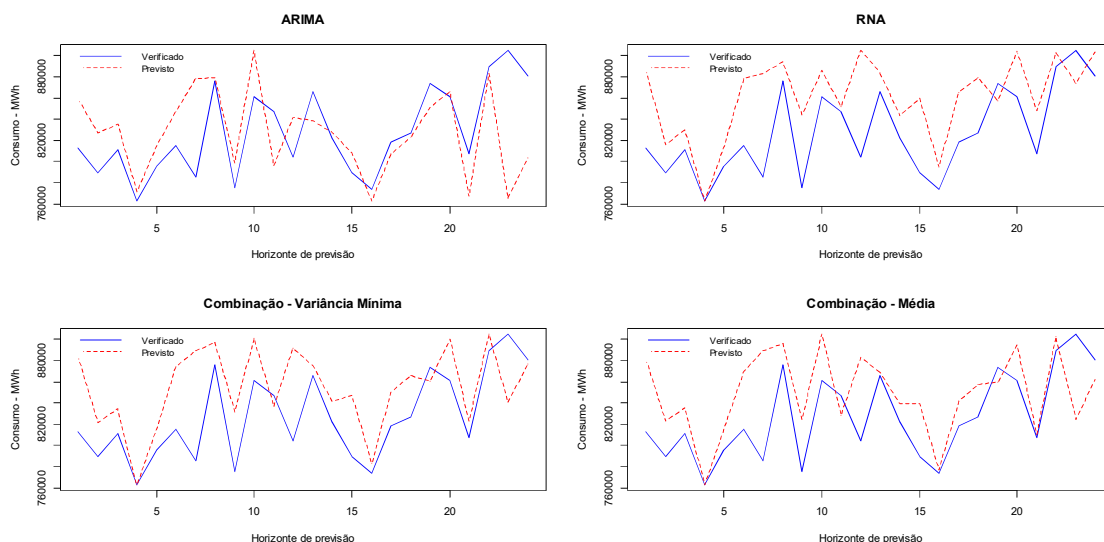 ARIMA
Verificado
Previsto
Consumo - MWh
760000
820000
880000
5
10
15
20
Horizonte de previsão
RNA
Verificado
Previsto
Consumo - MWh
760000
820000
880000
5
10
15
20
Horizonte de previsão
Combinação - Variância Mínima
Verificado
Previsto
Consumo - MWh
760000
820000
880000
5
10
15
20
Horizonte de previsão
Combinação - Média
Verificado
Previsto
Consumo - MWh
760000
820000
880000
5
10
15
20
Horizonte de previsão